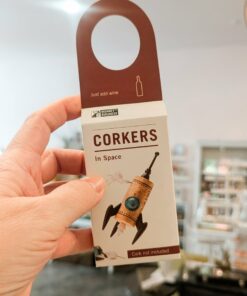 Just add wine
CORKERS
In Space
Cork not included